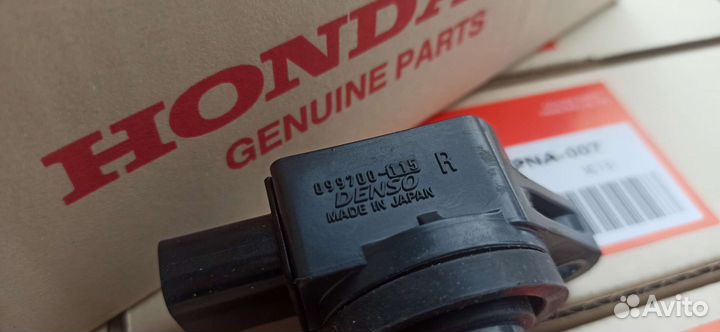 HONDA
GENUINE PARTS
PNA-007
099700-115
R
DENSO
MADE IN JAPAN
Avito